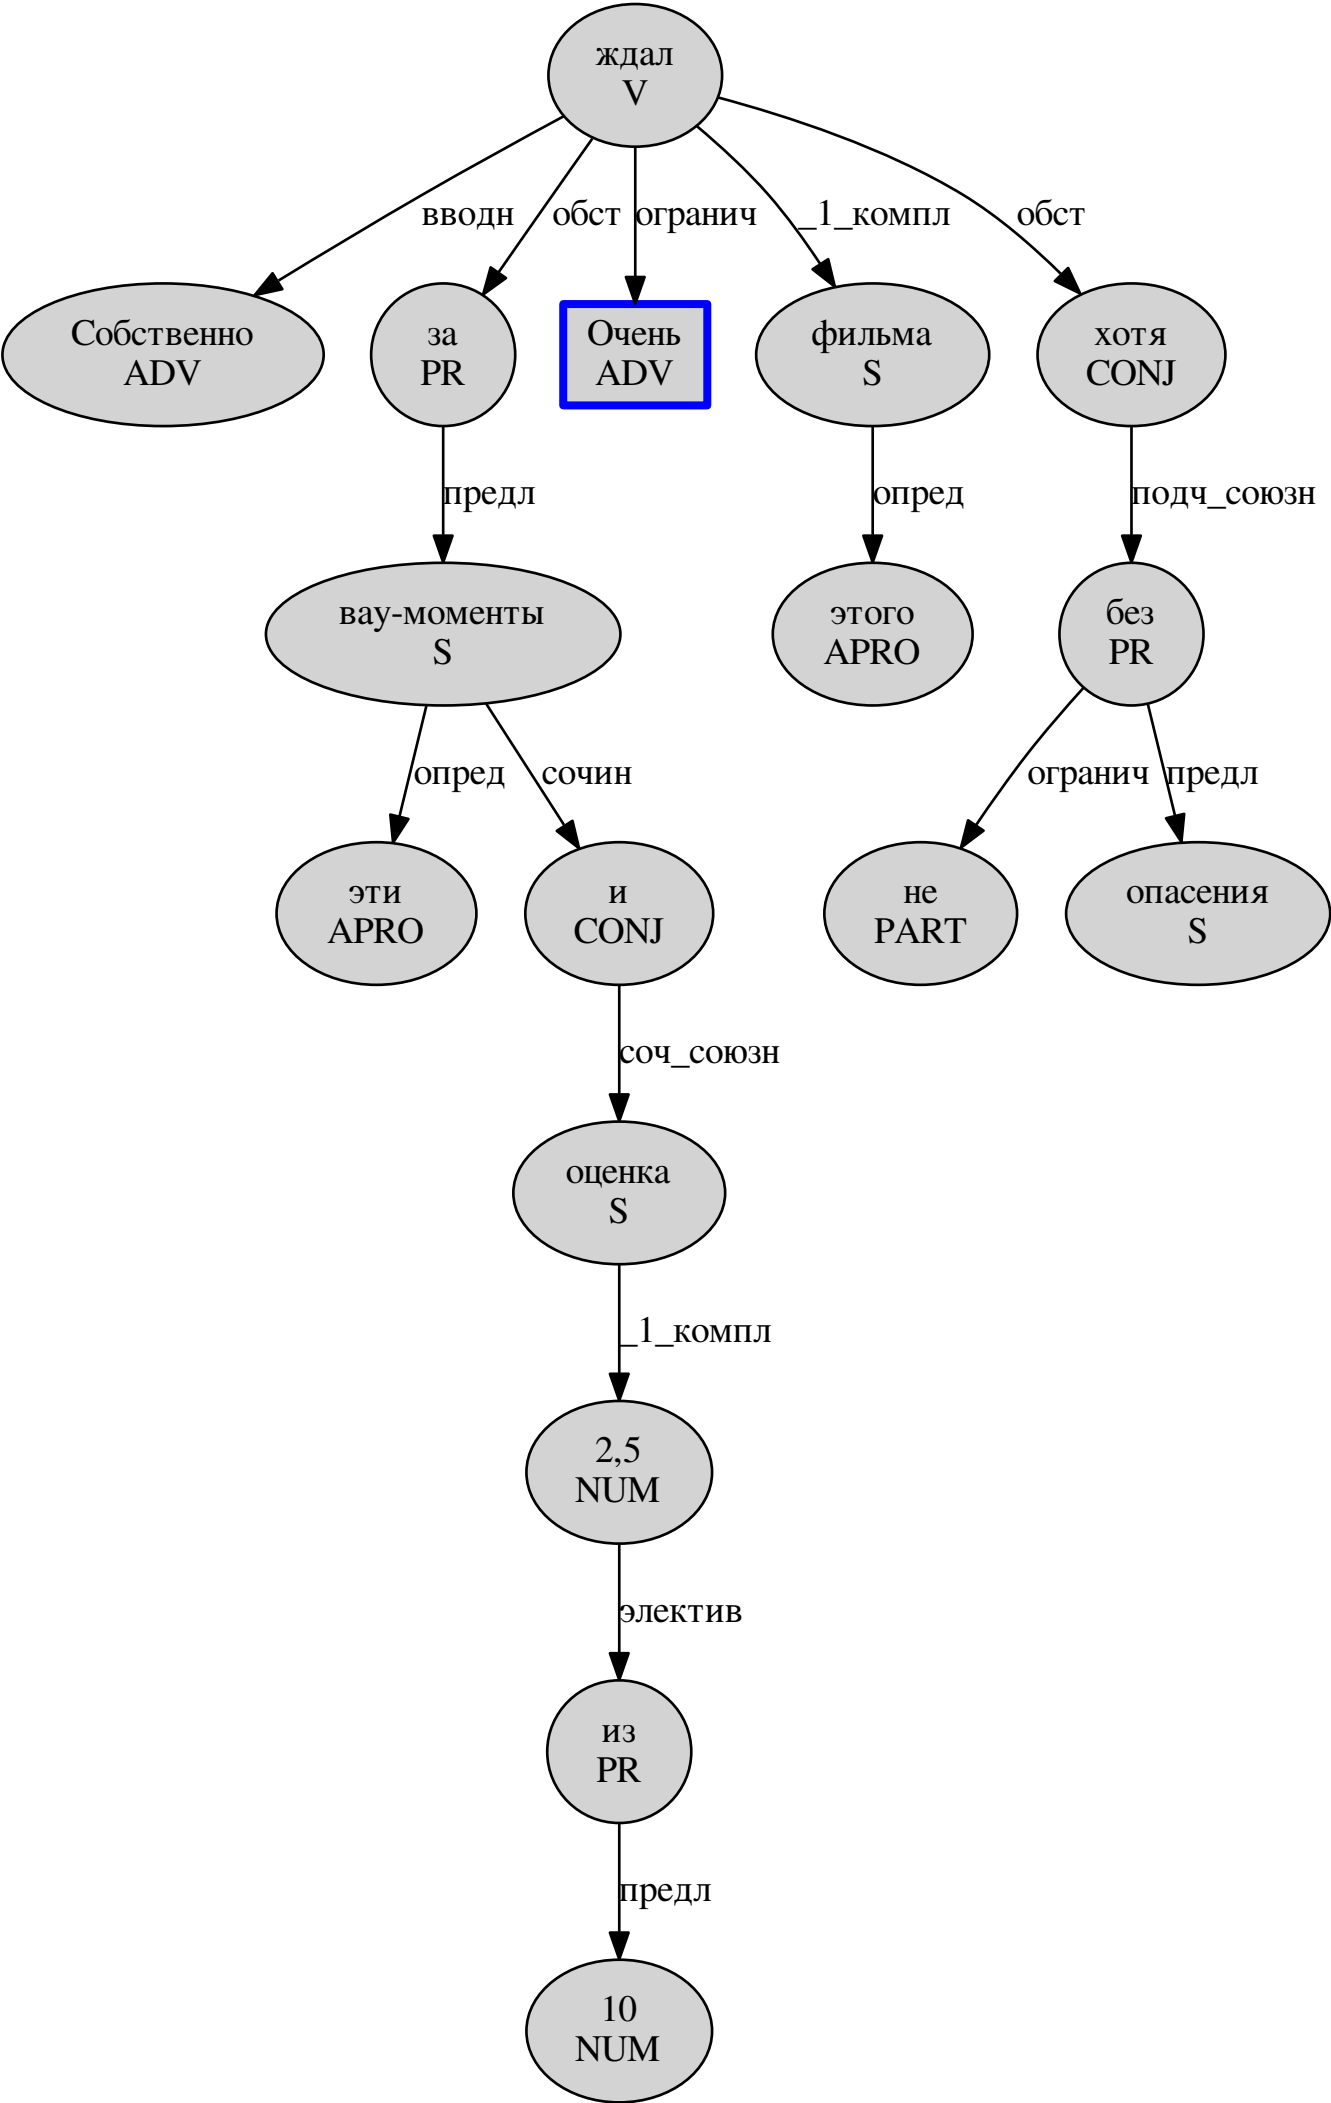 ждал
V
вводн
обст
огранич
_1_компл
обст
Собственно
ADV
за
PR
Очень
ADV
фильма
S
хотя
CONJ
предл
опред
подч_союзн
вау-моменты
S
этого
APRO
без
PR
опред
сочин
огранич
предл
эти
APRO
и
CONJ
не
PART
опасения
S
соч_союзн
оценка
S
_1_компл
2,5
NUM
электив
из
PR
предл
10
NUM